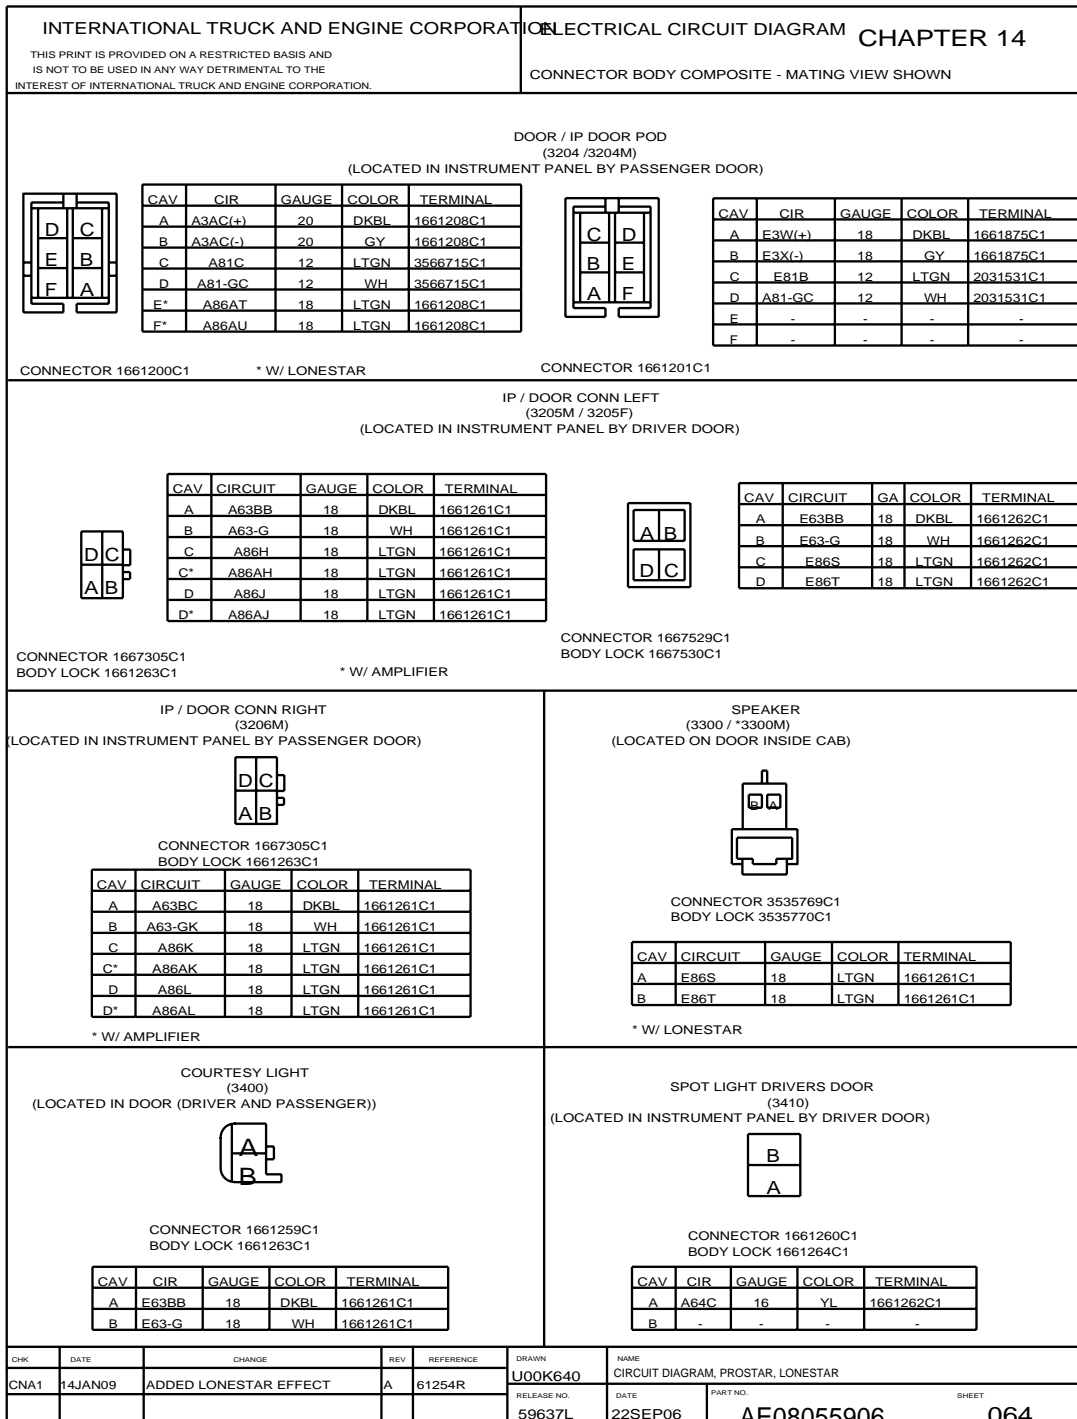 INTERNATIONAL TRUCK AND ENGINE CORPORATION
THIS PRINT IS PROVIDED ON A RESTRICTED BASIS AND
IS NOT TO BE USED IN ANY WAY DETRIMENTAL TO THE
INTEREST OF INTERNATIONAL TRUCK AND ENGINE CORPORATION.
ELECTRICAL CIRCUIT DIAGRAM CHAPTER 14
CONNECTOR BODY COMPOSITE - MATING VIEW SHOWN
DOOR / IP DOOR POD
(3204 /3204M)
(LOCATED IN INSTRUMENT PANEL BY PASSENGER DOOR)
D C
E B
F A
CAV CIR GAUGE COLOR TERMINAL
A A3AC(+) 20 DKBL 1661208C1
B A3AC(-) 20 GY 1661208C1
C A81C 12 LTGN 3566715C1
D A81-GC 12 WH 3566715C1
E* A86AT 18 LTGN 1661208C1
F* A86AU 18 LTGN 1661208C1
CONNECTOR 1661200C1 * W/ LONESTAR
C D
B E
A F
CAV CIR GAUGE COLOR TERMINAL
A E3W(+) 18 DKBL 1661875C1
B E3X(-) 18 GY 1661875C1
C E81B 12 LTGN 2031531C1
D A81-GC 12 WH 2031531C1
E - - - -
F - - - -
CONNECTOR 1661201C1
IP / DOOR CONN LEFT
(3205M / 3205F)
(LOCATED IN INSTRUMENT PANEL BY DRIVER DOOR)
D C
A B
CAV CIRCUIT GAUGE COLOR TERMINAL
A A63BB 18 DKBL 1661261C1
B A63-G 18 WH 1661261C1
C A86H 18 LTGN 1661261C1
C* A86AH 18 LTGN 1661261C1
D A86J 18 LTGN 1661261C1
D* A86AJ 18 LTGN 1661261C1
CONNECTOR 1667305C1
BODY LOCK 1661263C1 * W/ AMPLIFIER
A B
D C
CAV CIRCUIT GA COLOR TERMINAL
A E63BB 18 DKBL 1661262C1
B E63-G 18 WH 1661262C1
C E86S 18 LTGN 1661262C1
D E86T 18 LTGN 1661262C1
CONNECTOR 1667529C1
BODY LOCK 1667530C1
IP / DOOR CONN RIGHT
(3206M)
(LOCATED IN INSTRUMENT PANEL BY PASSENGER DOOR)
D C
A B
CONNECTOR 1667305C1
BODY LOCK 1661263C1
CAV CIRCUIT GAUGE COLOR TERMINAL
A A63BC 18 DKBL 1661261C1
B A63-GK 18 WH 1661261C1
C A86K 18 LTGN 1661261C1
C* A86AK 18 LTGN 1661261C1
D A86L 18 LTGN 1661261C1
D* A86AL 18 LTGN 1661261C1
* W/ AMPLIFIER
SPEAKER
(3300 / *3300M)
(LOCATED ON DOOR INSIDE CAB)
B A
CONNECTOR 3535769C1
BODY LOCK 3535770C1
CAV CIRCUIT GAUGE COLOR TERMINAL
A E86S 18 LTGN 1661261C1
B E86T 18 LTGN 1661261C1
* W/ LONESTAR
COURTESY LIGHT
(3400)
(LOCATED IN DOOR (DRIVER AND PASSENGER))
A
B
CONNECTOR 1661259C1
BODY LOCK 1661263C1
CAV CIR GAUGE COLOR TERMINAL
A E63BB 18 DKBL 1661261C1
B E63-G 18 WH 1661261C1
SPOT LIGHT DRIVERS DOOR
(3410)
(LOCATED IN INSTRUMENT PANEL BY DRIVER DOOR)
B
A
CONNECTOR 1661260C1
BODY LOCK 1661264C1
CAV CIR GAUGE COLOR TERMINAL
A A64C 16 YL 1661262C1
B - - - -
CHK DATE CHANGE REV REFERENCE
CNA1 14JAN09 ADDED LONESTAR EFFECT A 61254R
DRAWN
U00K640
NAME
CIRCUIT DIAGRAM, PROSTAR, LONESTAR
RELEASE NO.
59637L
DATE
22SEP06
PART NO.
AE08055906
SHEET
064